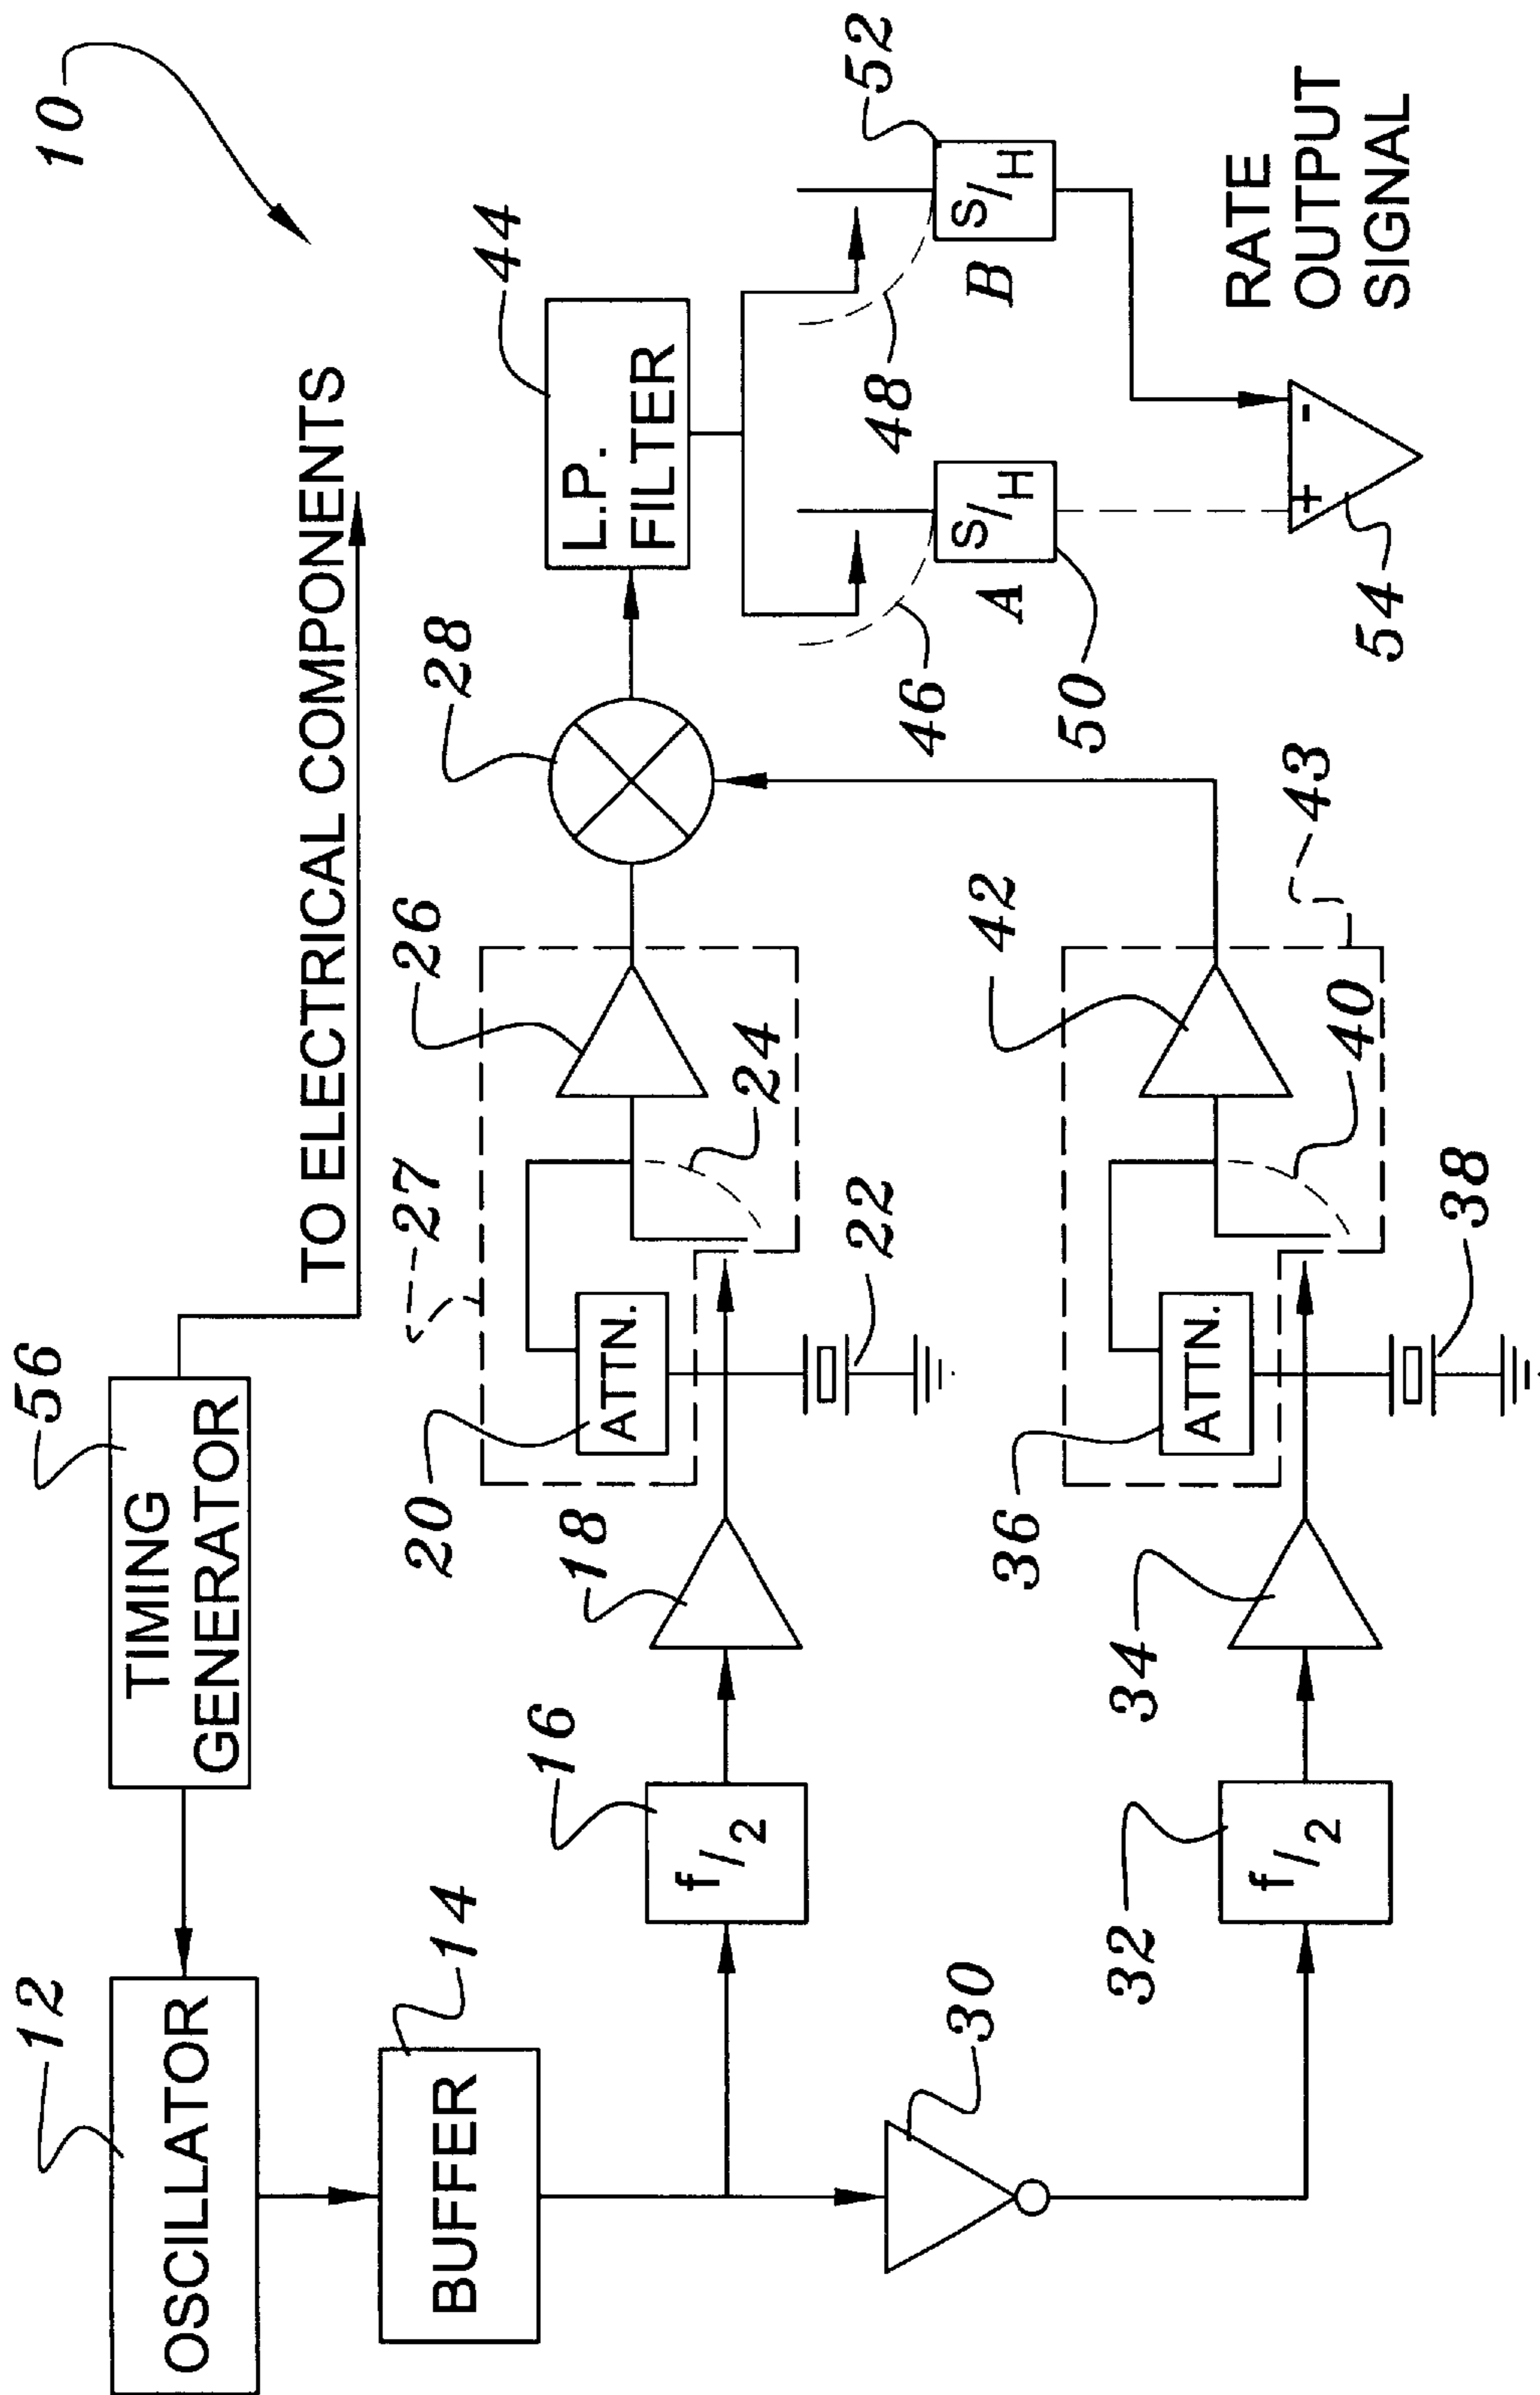 10
56
TIMING
GENERATOR
TO ELECTRICAL COMPONENTS
12
OSCILLATOR
14
BUFFER
16
f/2
18
20
ATTN.
22
24
26
27
28
44
L.P.
FILTER
30
32
f/2
34
36
ATTN.
38
40
42
43
46
48
A
S/H
50
B
S/H
52
54
+
-
RATE
OUTPUT
SIGNAL